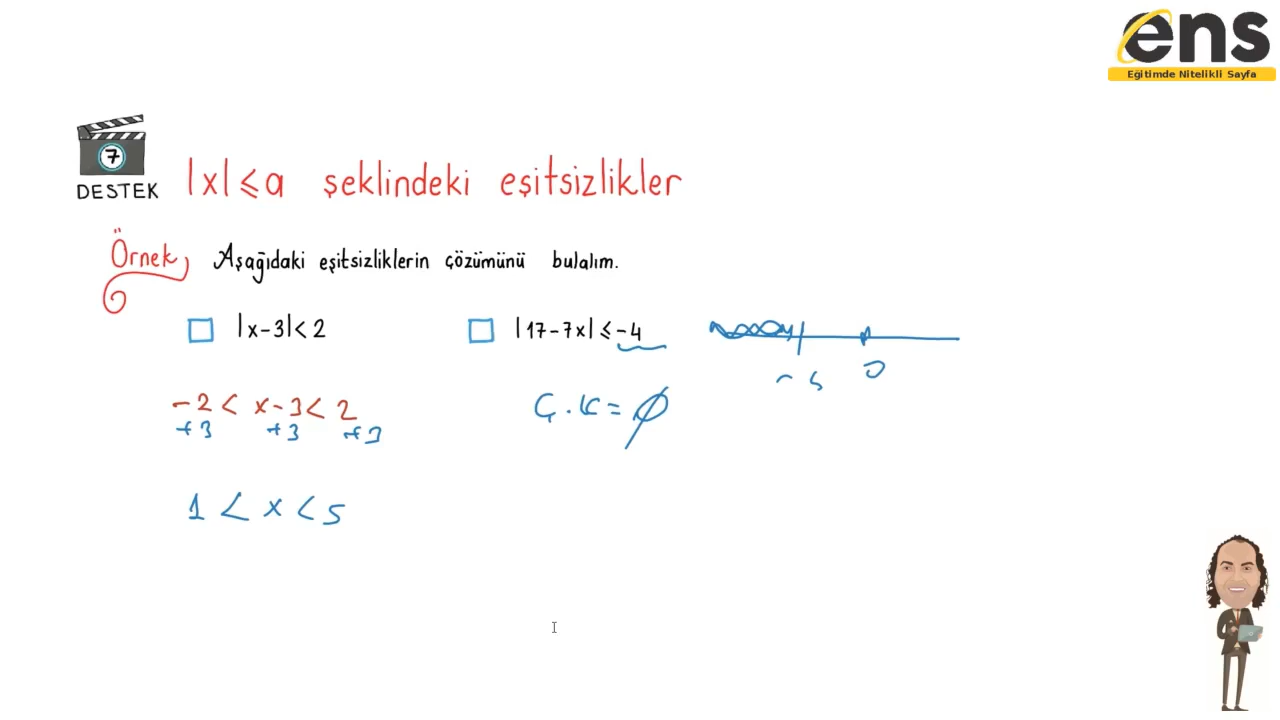 ens
Eğitimde Nitelikli Sayfa
7
DESTEK
|x|≤a şeklindeki eşitsizlikler
Örnek
Aşağıdaki eşitsizliklerin çözümünü bulalım.
|x-3|<2
|17-7x|≤-4
0
-2 < x-3 < 2
+3 +3 +3
Ç.K = ∅
1 < x < 5